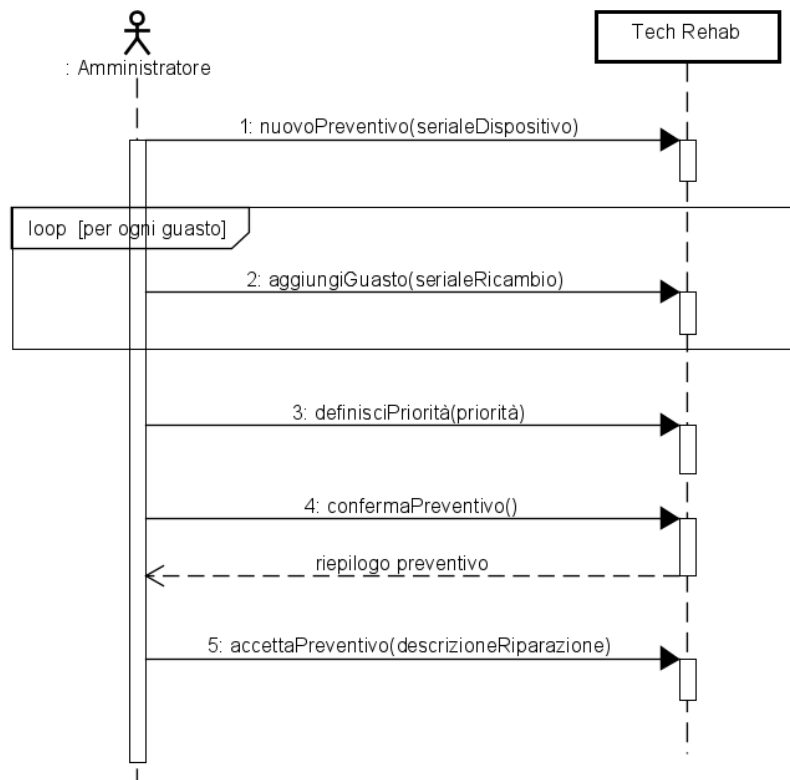 : Amministratore
Tech Rehab
1: nuovoPreventivo(serialeDispositivo)
loop [per ogni guasto]
2: aggiungiGuasto(serialeRicambio)
3: definisciPriorità(priorità)
4: confermaPreventivo()
riepilogo preventivo
5: accettaPreventivo(descrizioneRiparazione)